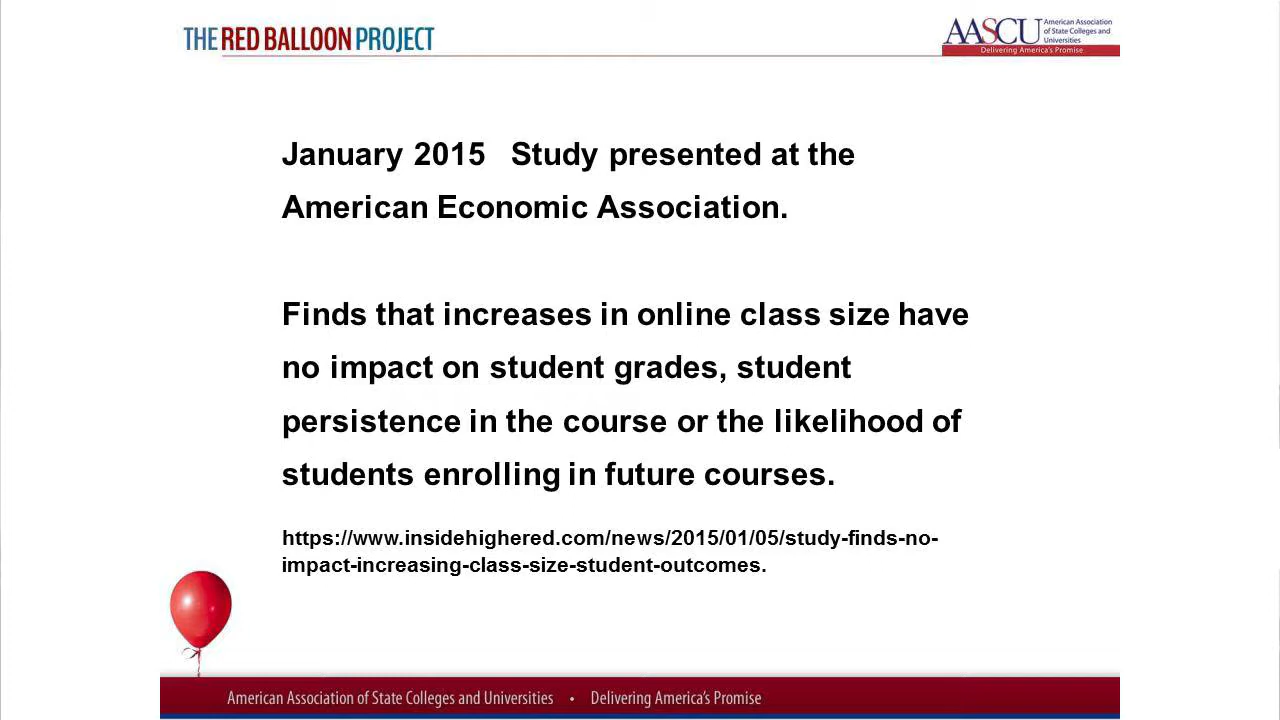 THE RED BALLOON PROJECT
AASCU American Association
of State Colleges and
Universities
Delivering America's Promise
January 2015 Study presented at the
American Economic Association.
Finds that increases in online class size have
no impact on student grades, student
persistence in the course or the likelihood of
students enrolling in future courses.
https://www.insidehighered.com/news/2015/01/05/study-finds-no-
impact-increasing-class-size-student-outcomes.
American Association of State Colleges and Universities • Delivering America's Promise